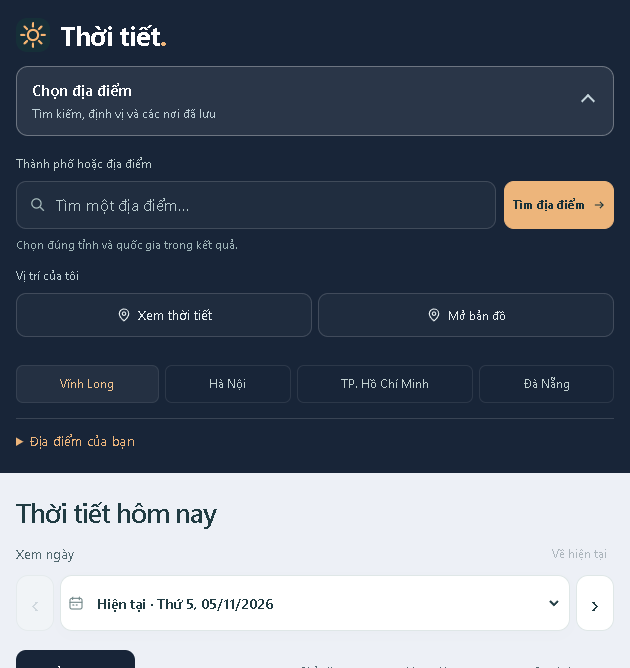 Thời tiết.
Chọn địa điểm
Tìm kiếm, định vị và các nơi đã lưu
Thành phố hoặc địa điểm
Tìm một địa điểm...
Tìm địa điểm →
Chọn đúng tỉnh và quốc gia trong kết quả.
Vị trí của tôi
Xem thời tiết
Mở bản đồ
Vĩnh Long
Hà Nội
TP. Hồ Chí Minh
Đà Nẵng
Địa điểm của bạn
Thời tiết hôm nay
Xem ngày
Về hiện tại
Hiện tại · Thứ 5, 05/11/2026